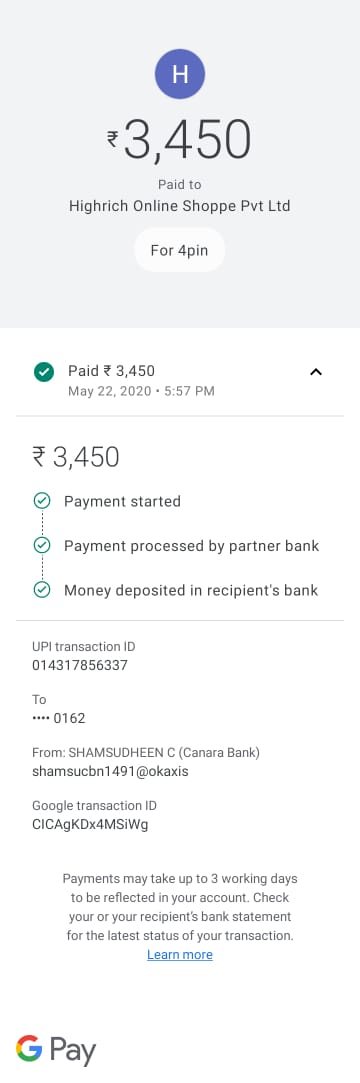 H
₹3,450
Paid to
Highrich Online Shoppe Pvt Ltd
For 4pin
Paid ₹ 3,450
May 22, 2020 • 5:57 PM
₹ 3,450
Payment started
Payment processed by partner bank
Money deposited in recipient's bank
UPI transaction ID
014317856337
To
•••• 0162
From: SHAMSUDHEEN C (Canara Bank)
shamsucbn1491@okaxis
Google transaction ID
CICAgKDx4MSiWg
Payments may take up to 3 working days
to be reflected in your account. Check
your or your recipient's bank statement
for the latest status of your transaction.
Learn more
G Pay